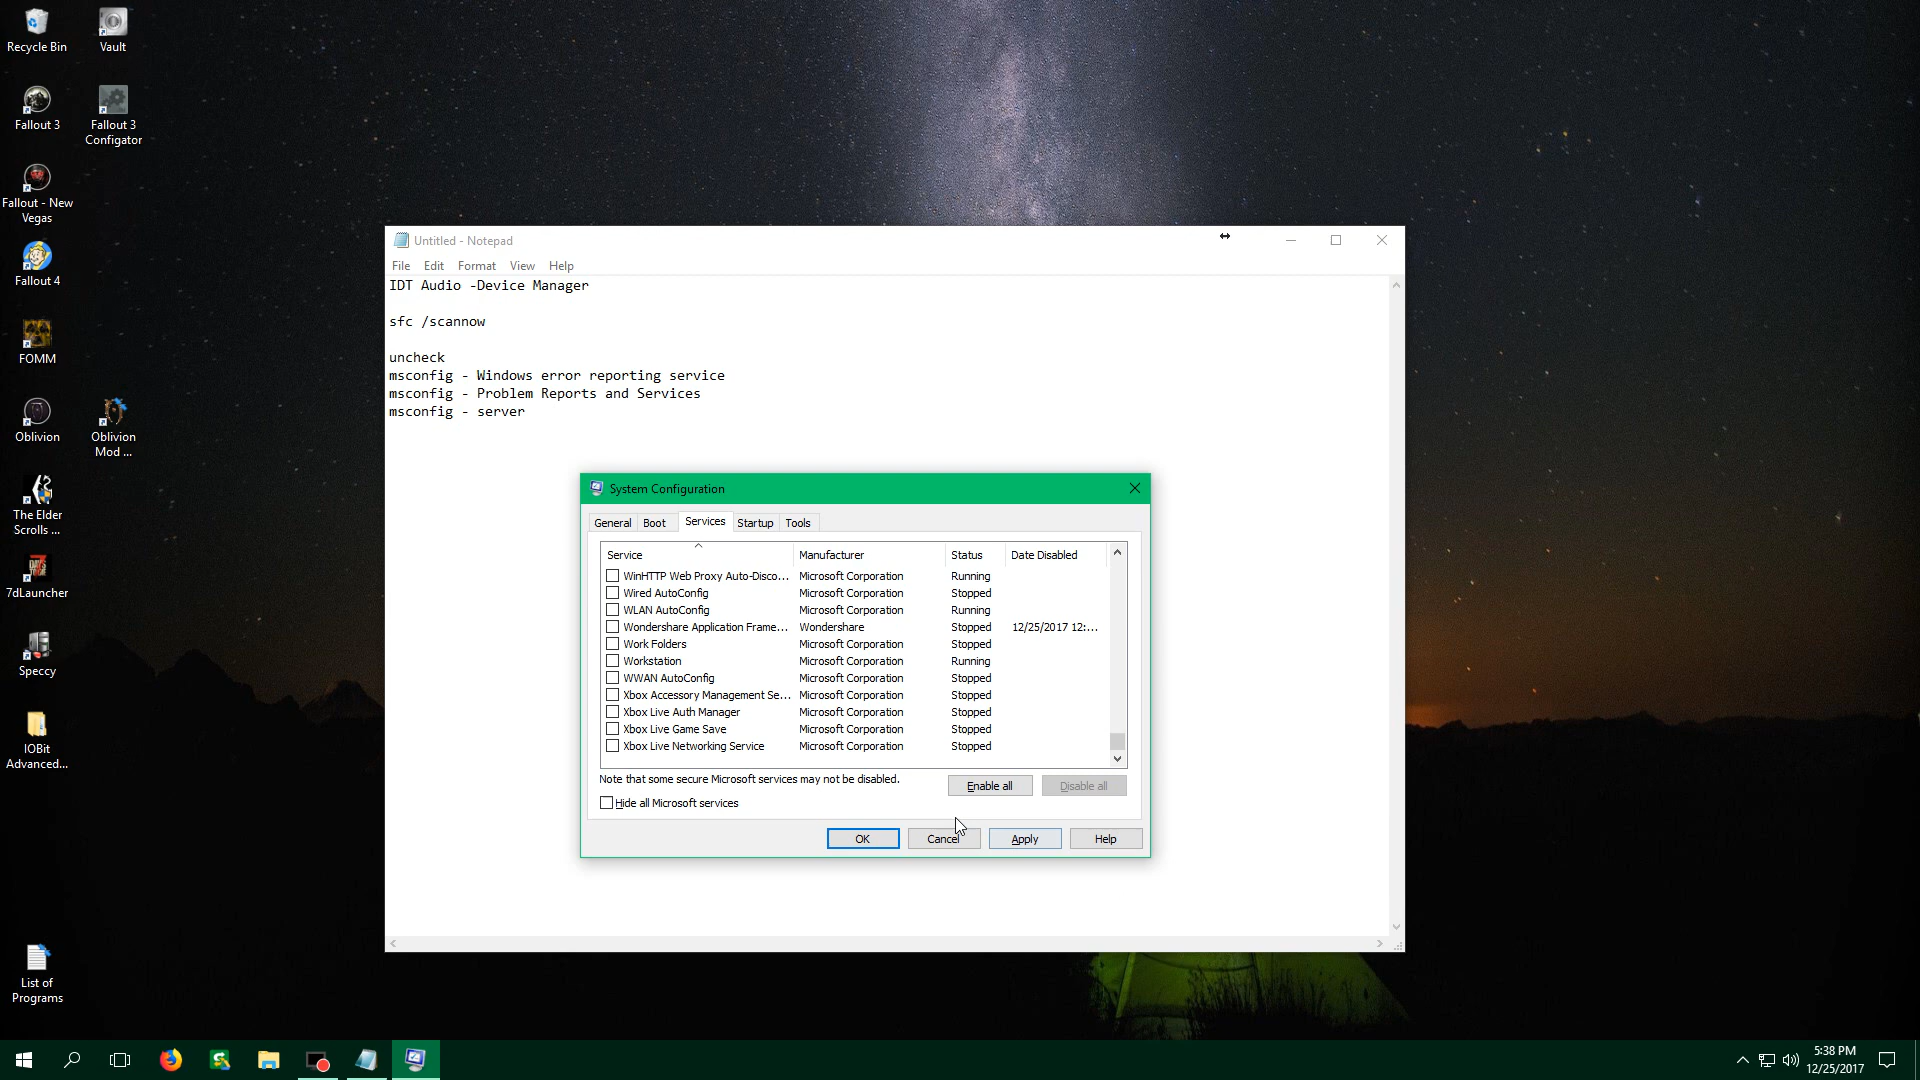 Recycle Bin
Vault
Fallout 3
Fallout 3
Configator
Fallout - New
Vegas
Fallout 4
FOMM
Oblivion
Oblivion
Mod ...
The Elder
Scrolls ...
7dLauncher
Speccy
IOBit
Advanced...
List of
Programs
Untitled - Notepad
File Edit Format View Help
IDT Audio -Device Manager
sfc /scannow
uncheck
msconfig - Windows error reporting service
msconfig - Problem Reports and Services
msconfig - server
System Configuration
General Boot Services Startup Tools
Service Manufacturer Status Date Disabled
WinHTTP Web Proxy Auto-Disco... Microsoft Corporation Running
Wired AutoConfig Microsoft Corporation Stopped
WLAN AutoConfig Microsoft Corporation Running
Wondershare Application Frame... Wondershare Stopped 12/25/2017 12:...
Work Folders Microsoft Corporation Stopped
Workstation Microsoft Corporation Running
WWAN AutoConfig Microsoft Corporation Stopped
Xbox Accessory Management Se... Microsoft Corporation Stopped
Xbox Live Auth Manager Microsoft Corporation Stopped
Xbox Live Game Save Microsoft Corporation Stopped
Xbox Live Networking Service Microsoft Corporation Stopped
Note that some secure Microsoft services may not be disabled.
Enable all Disable all
Hide all Microsoft services
OK Cancel Apply Help
5:38 PM
12/25/2017